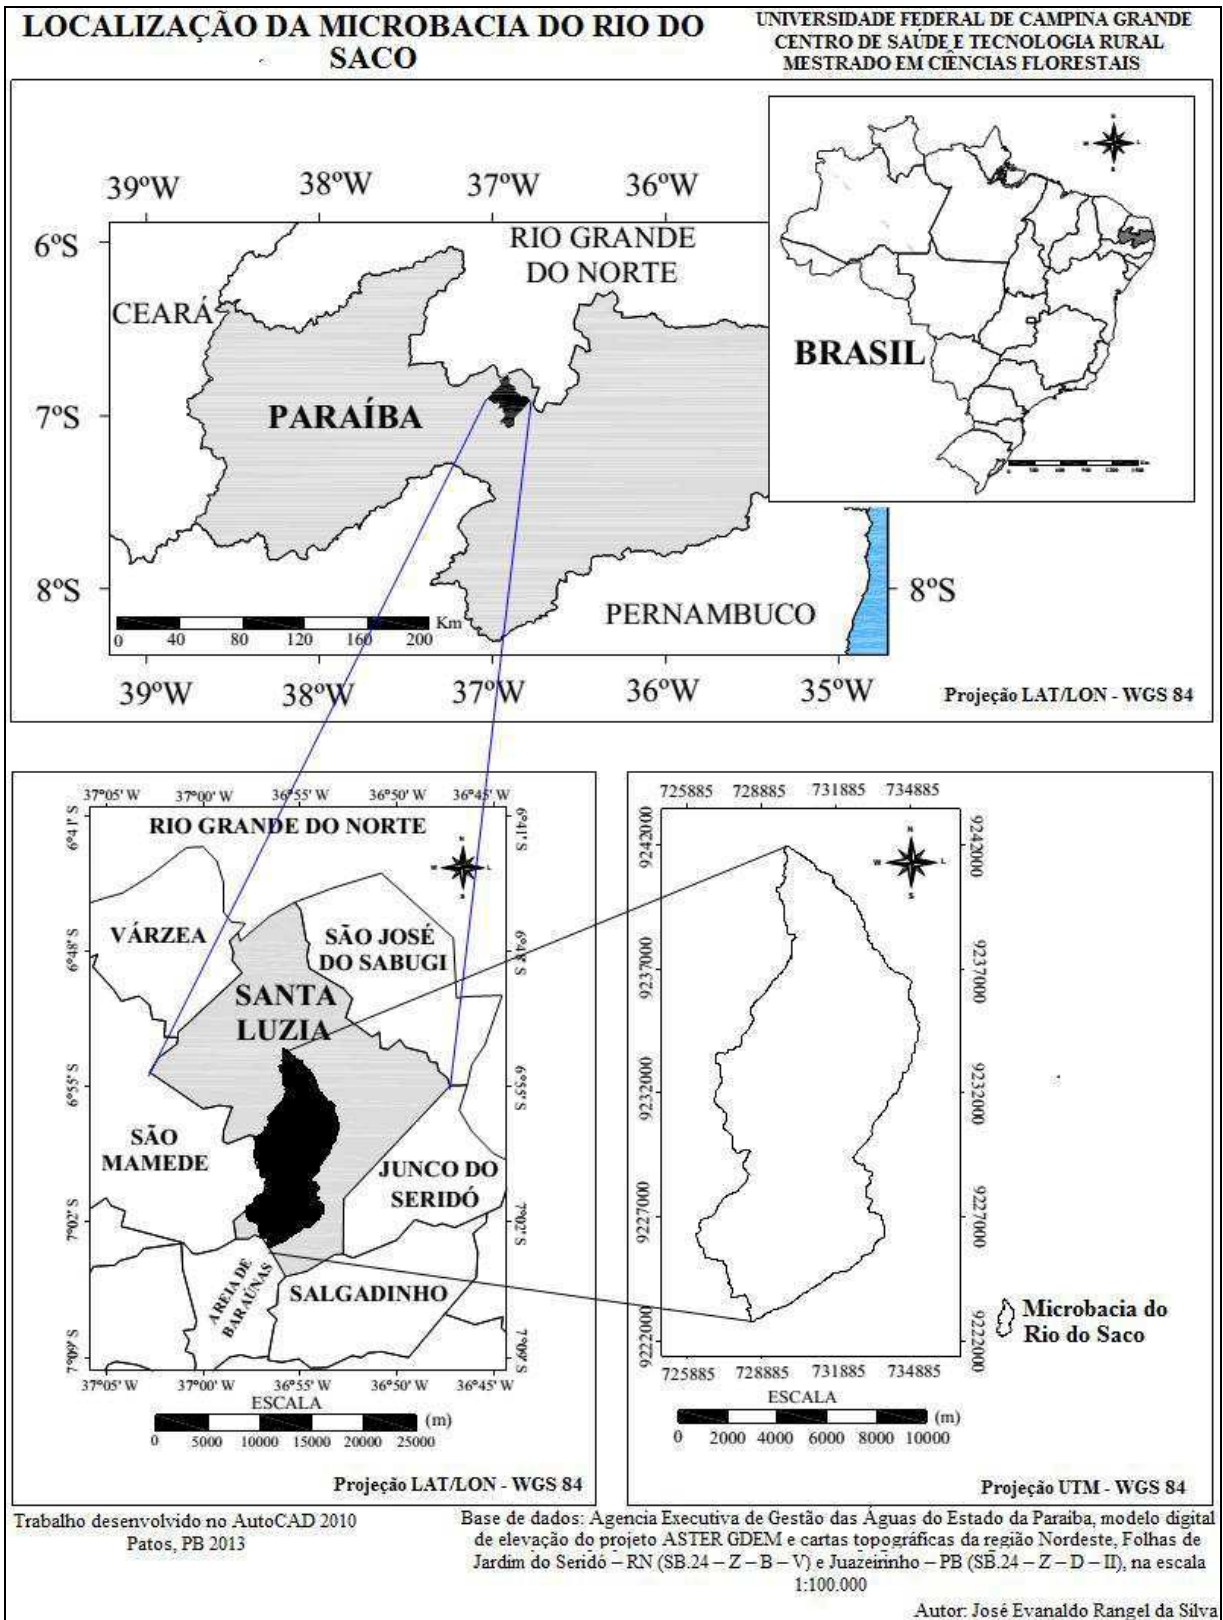 LOCALIZAÇÃO DA MICROBACIA DO RIO DO
SACO
UNIVERSIDADE FEDERAL DE CAMPINA GRANDE
CENTRO DE SAÚDE E TECNOLOGIA RURAL
MESTRADO EM CIÊNCIAS FLORESTAIS
39ºW 38ºW 37ºW 36ºW
6ºS
7ºS
8ºS
RIO GRANDE
DO NORTE
CEARÁ
PARAÍBA
PERNAMBUCO
8ºS
0 40 80 120 160 200 Km
39ºW 38ºW 37ºW 36ºW 35ºW
Projeção LAT/LON - WGS 84
BRASIL
37º05' W 37º00' W 36º55' W 36º50' W 36º45' W
6º41' S
6º48' S
6º55' S
7º02' S
7º09' S
RIO GRANDE DO NORTE
N
W L
S
VÁRZEA
SÃO JOSÉ
DO SABUGI
SANTA
LUZIA
SÃO
MAMEDE
JUNCO DO
SERIDÓ
AREIA DE
BARAÚNAS
SALGADINHO
6º41' S
6º48' S
6º55' S
7º02' S
7º09' S
37º05' W 37º00' W 36º55' W 36º50' W 36º45' W
ESCALA
(m)
0 5000 10000 15000 20000 25000
Projeção LAT/LON - WGS 84
725885 728885 731885 734885
9242000
9237000
9232000
9227000
9222000
N
W L
S
9242000
9237000
9232000
9227000
9222000
725885 728885 731885 734885
Microbacia do
Rio do Saco
ESCALA
(m)
0 2000 4000 6000 8000 10000
Projeção UTM - WGS 84
Trabalho desenvolvido no AutoCAD 2010
Patos, PB 2013
Base de dados: Agencia Executiva de Gestão das Águas do Estado da Paraiba, modelo digital
de elevação do projeto ASTER GDEM e cartas topográficas da região Nordeste, Folhas de
Jardim do Seridó – RN (SB.24 – Z – B – V) e Juazeirinho – PB (SB.24 – Z – D – II), na escala
1:100.000
Autor: José Evanaldo Rangel da Silva